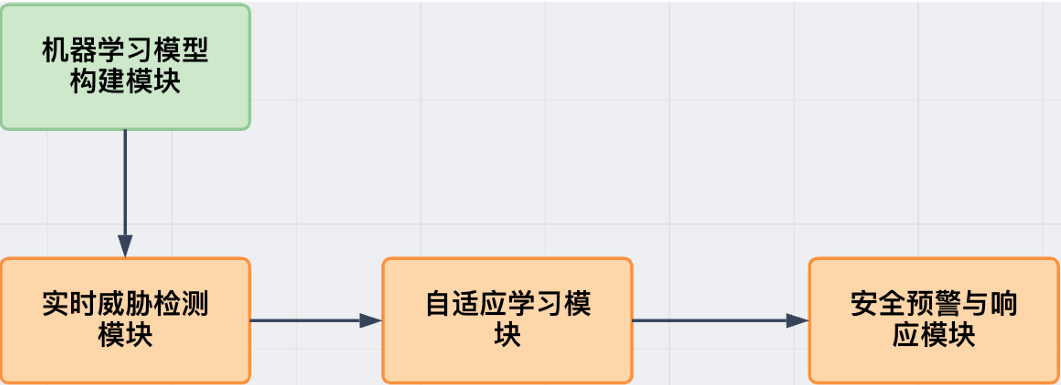 机器学习模型
构建模块
实时威胁检测
模块
自适应学习模
块
安全预警与响
应模块